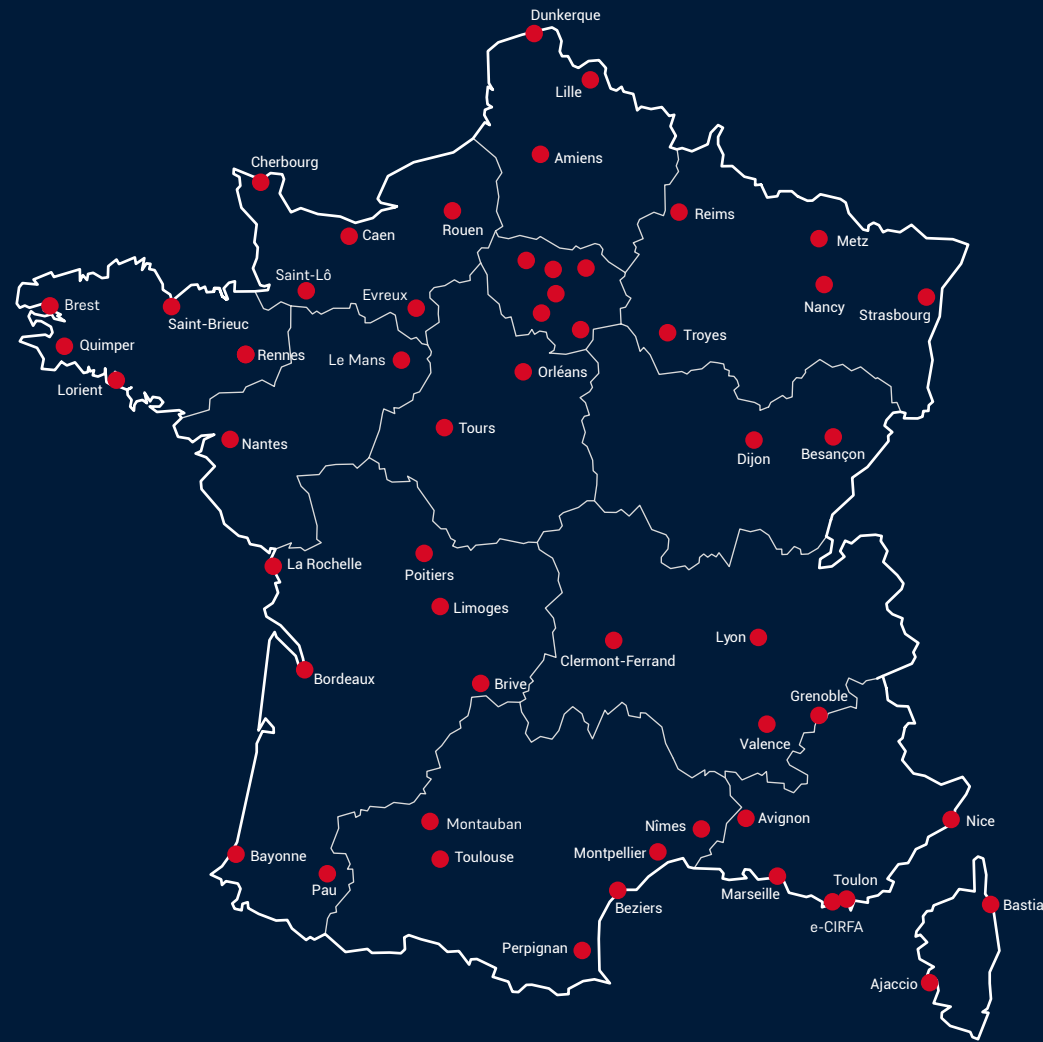 Dunkerque
Lille
Amiens
Cherbourg
Reims
Rouen
Caen
Metz
Saint-Lô
Evreux
Nancy
Strasbourg
Brest
Saint-Brieuc
Troyes
Quimper
Rennes
Le Mans
Orléans
Lorient
Tours
Nantes
Dijon
Besançon
La Rochelle
Poitiers
Limoges
Lyon
Clermont-Ferrand
Bordeaux
Brive
Grenoble
Valence
Montauban
Nîmes
Avignon
Nice
Bayonne
Toulouse
Montpellier
Pau
Marseille
Toulon
Beziers
Bastia
e-CIRFA
Perpignan
Ajaccio